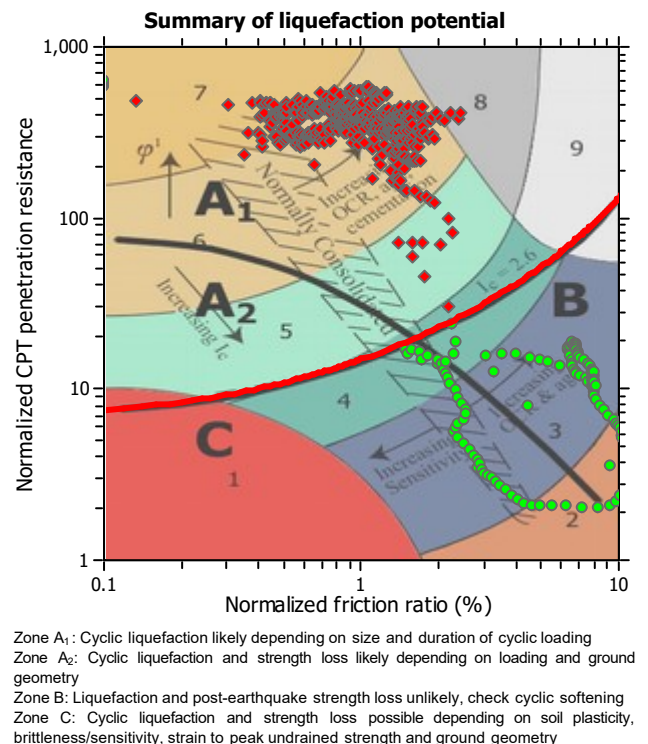 Summary of liquefaction potential
1,000
100
10
1
0.1
1
10
Normalized CPT penetration resistance
Normalized friction ratio (%)
7
8
9
φ'
A1
6
A2
5
Increasing Ic
Normally Consolidated
Increasing
OCR,
cementation
Ic = 2.6
B
4
C
1
Increasing
Sensitivity
Increasing
OCR &
3
2
Zone A1: Cyclic liquefaction likely depending on size and duration of cyclic loading
Zone A2: Cyclic liquefaction and strength loss likely depending on loading and ground
geometry
Zone B: Liquefaction and post-earthquake strength loss unlikely, check cyclic softening
Zone C: Cyclic liquefaction and strength loss possible depending on soil plasticity,
brittleness/sensitivity, strain to peak undrained strength and ground geometry